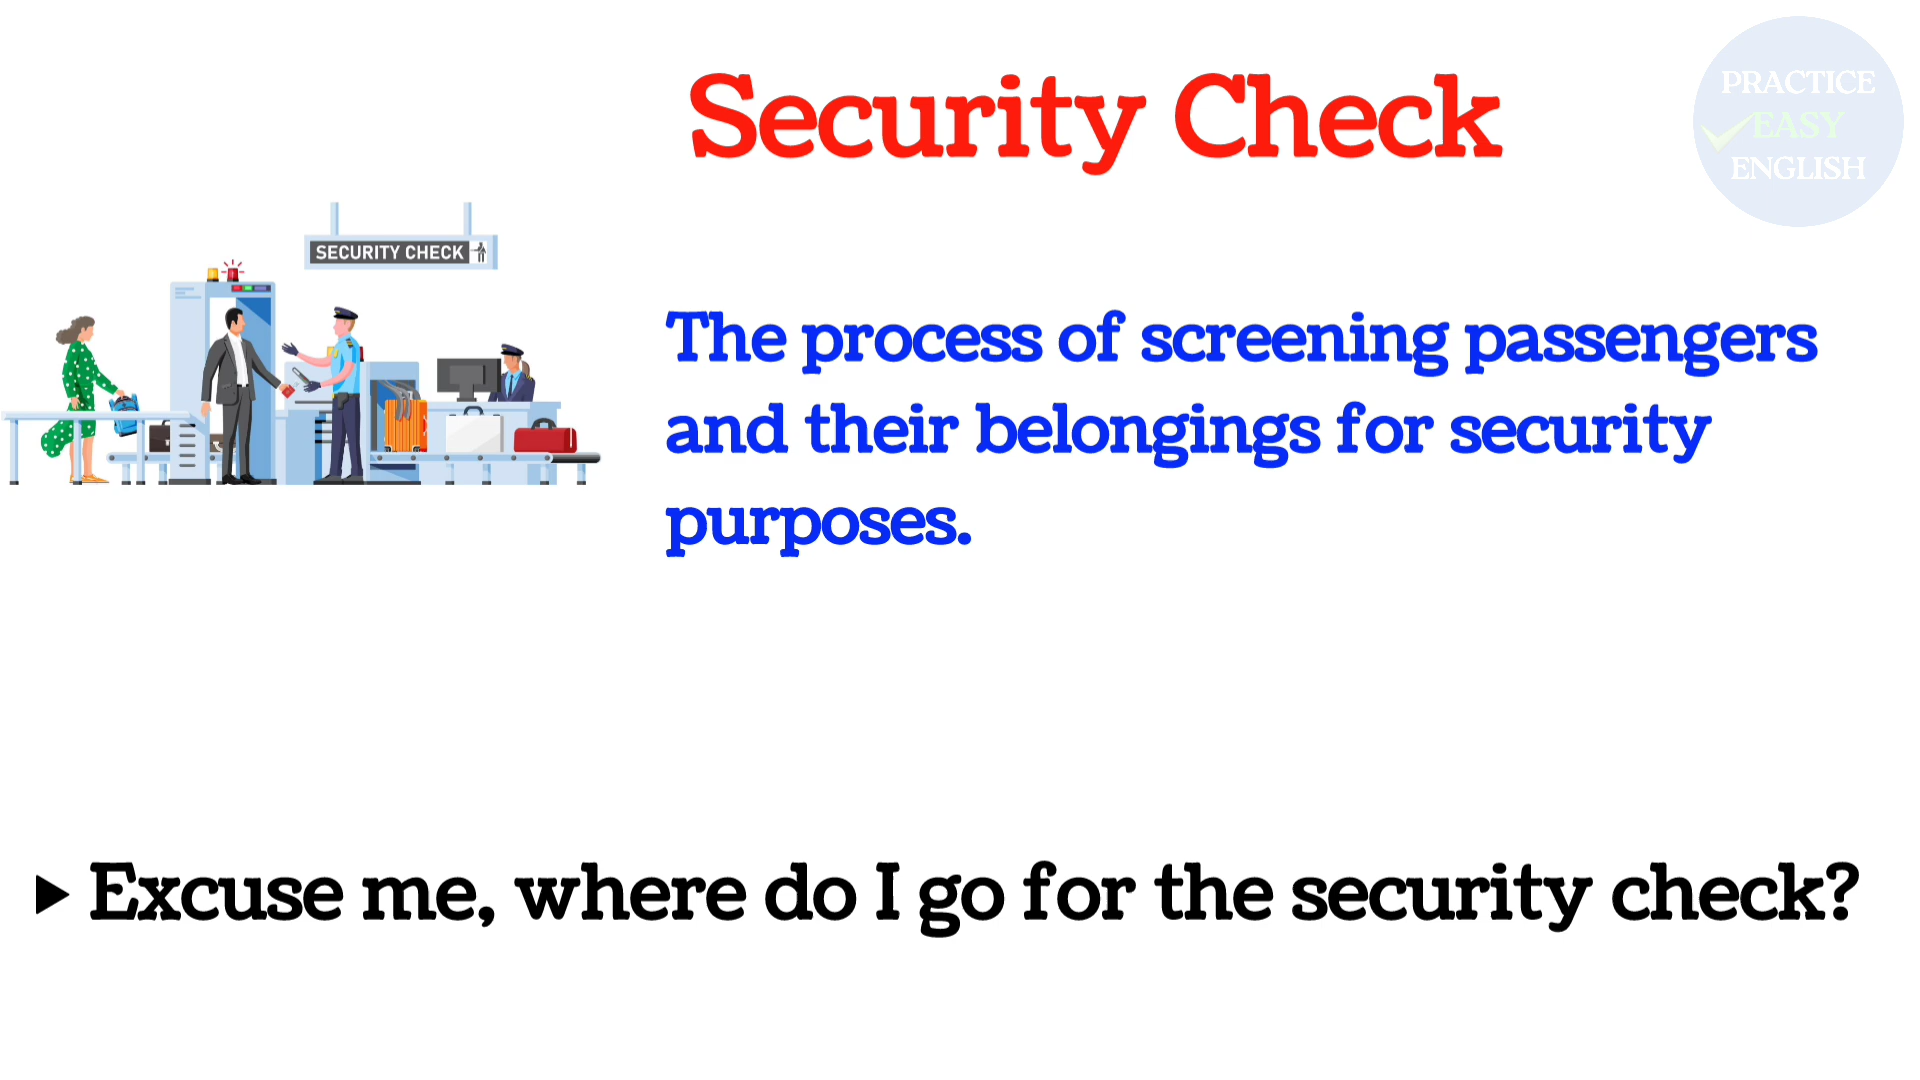 Security Check
PRACTICE
EASY
ENGLISH
SECURITY CHECK
The process of screening passengers
and their belongings for security
purposes.
Excuse me, where do I go for the security check?